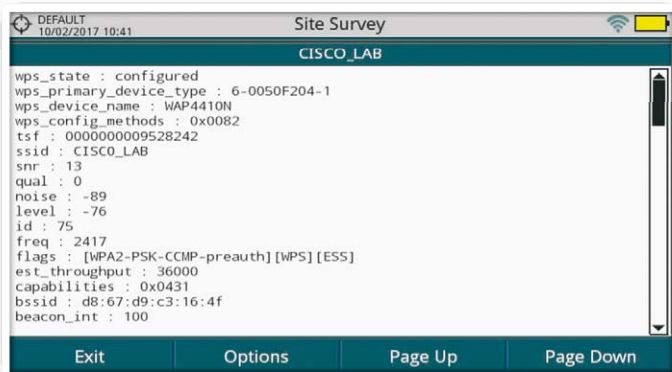 DEFAULT
10/02/2017 10:41
Site Survey
CISCO_LAB
wps_state : configured
wps_primary_device_type : 6-0050F204-1
wps_device_name : WAP4410N
wps_config_methods : 0x0082
tsf : 0000000009528242
ssid : CISCO_LAB
snr : 13
qual : 0
noise : -89
level : -76
id : 75
freq : 2417
flags : [WPA2-PSK-CCMP-preauth][WPS][ESS]
est_throughput : 36000
capabilities : 0x0431
bssid : d8:67:d9:c3:16:4f
beacon_int : 100
Exit
Options
Page Up
Page Down